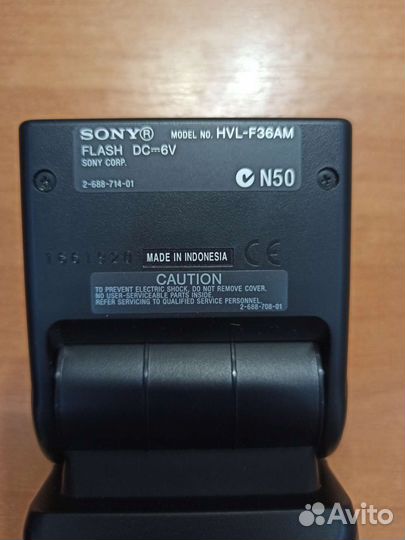 SONY® MODEL NO. HVL-F36AM
FLASH DC⎓6V
SONY CORP.
2-688-714-01 N50
MADE IN INDONESIA CE
CAUTION
TO PREVENT ELECTRIC SHOCK, DO NOT REMOVE COVER.
NO USER-SERVICEABLE PARTS INSIDE.
REFER SERVICING TO QUALIFIED SERVICE PERSONNEL.
2-688-708-01
Avito